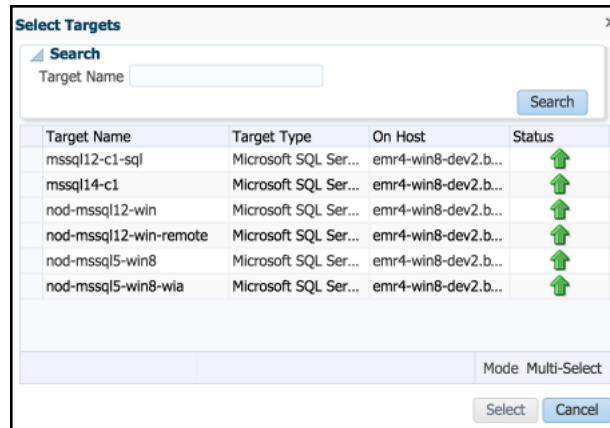 Select Targets
Search
Target Name
Search
Target Name Target Type On Host Status
mssql12-c1-sql Microsoft SQL Ser... emr4-win8-dev2.b...
mssql14-c1 Microsoft SQL Ser... emr4-win8-dev2.b...
nod-mssql12-win Microsoft SQL Ser... emr4-win8-dev2.b...
nod-mssql12-win-remote Microsoft SQL Ser... emr4-win8-dev2.b...
nod-mssql5-win8 Microsoft SQL Ser... emr4-win8-dev2.b...
nod-mssql5-win8-wia Microsoft SQL Ser... emr4-win8-dev2.b...
Mode Multi-Select
Select Cancel